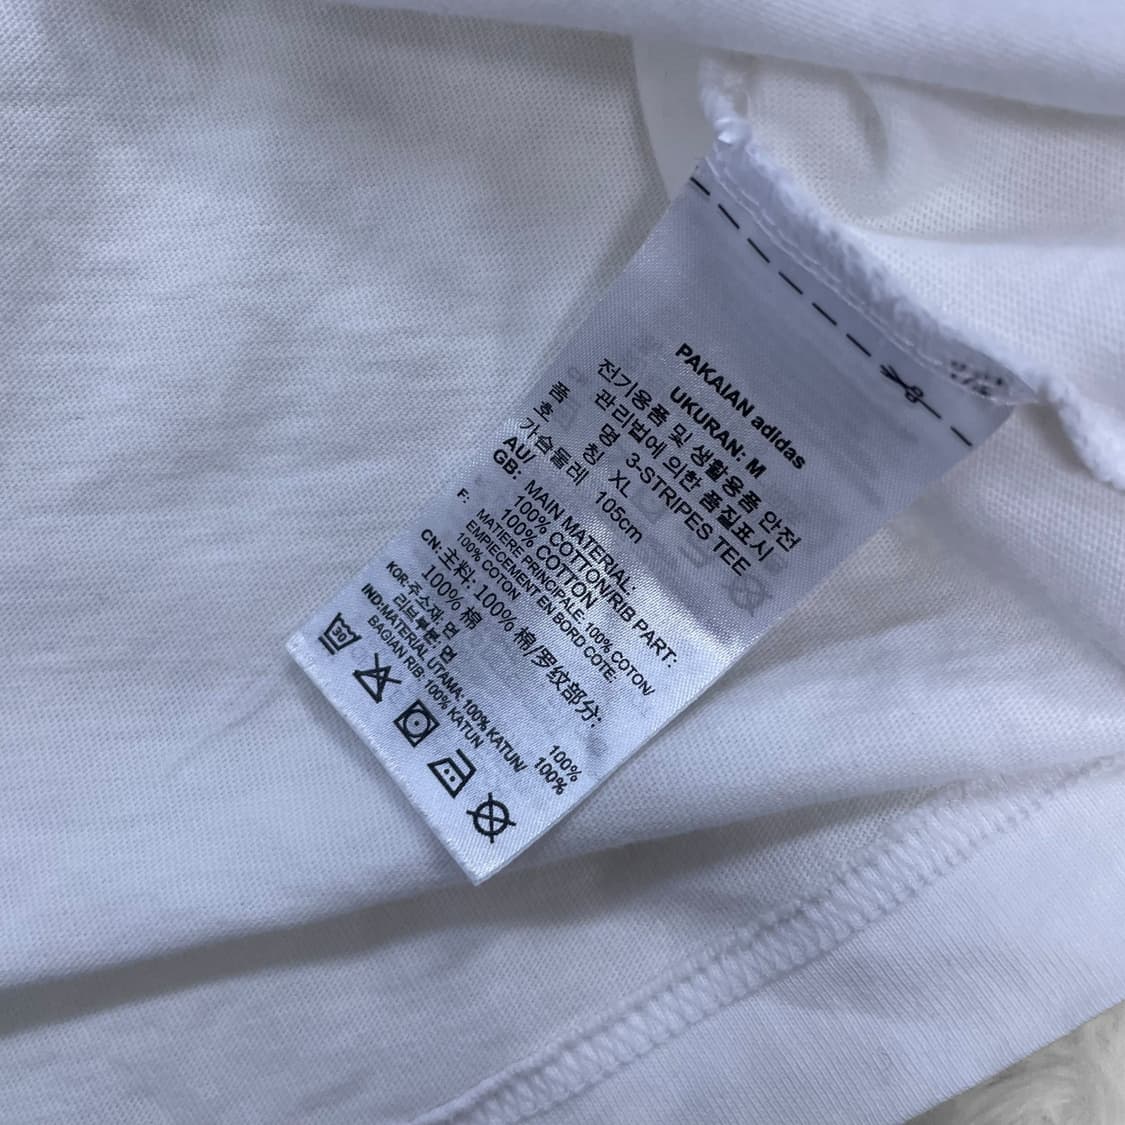 PAKAIAN adidas
UKURAN: M
전기용품 및 생활용품 안전
관리법에 의한 품질표시
품 명 3-STRIPES TEE
호 칭 XL
가슴둘레 105cm
AU/
GB: MAIN MATERIAL:
100% COTTON/RIB PART:
100% COTTON
F: MATIERE PRINCIPALE: 100% COTON/
EMPIECEMENT EN BORD COTE:
100% COTON
CN: 主料: 100% 棉/罗纹部分:
100% 棉
KOR: 주소재, 면 100%
리브부분, 면 100%
IND: MATERIAL UTAMA: 100% KATUN/
BAGIAN RIB: 100% KATUN
30